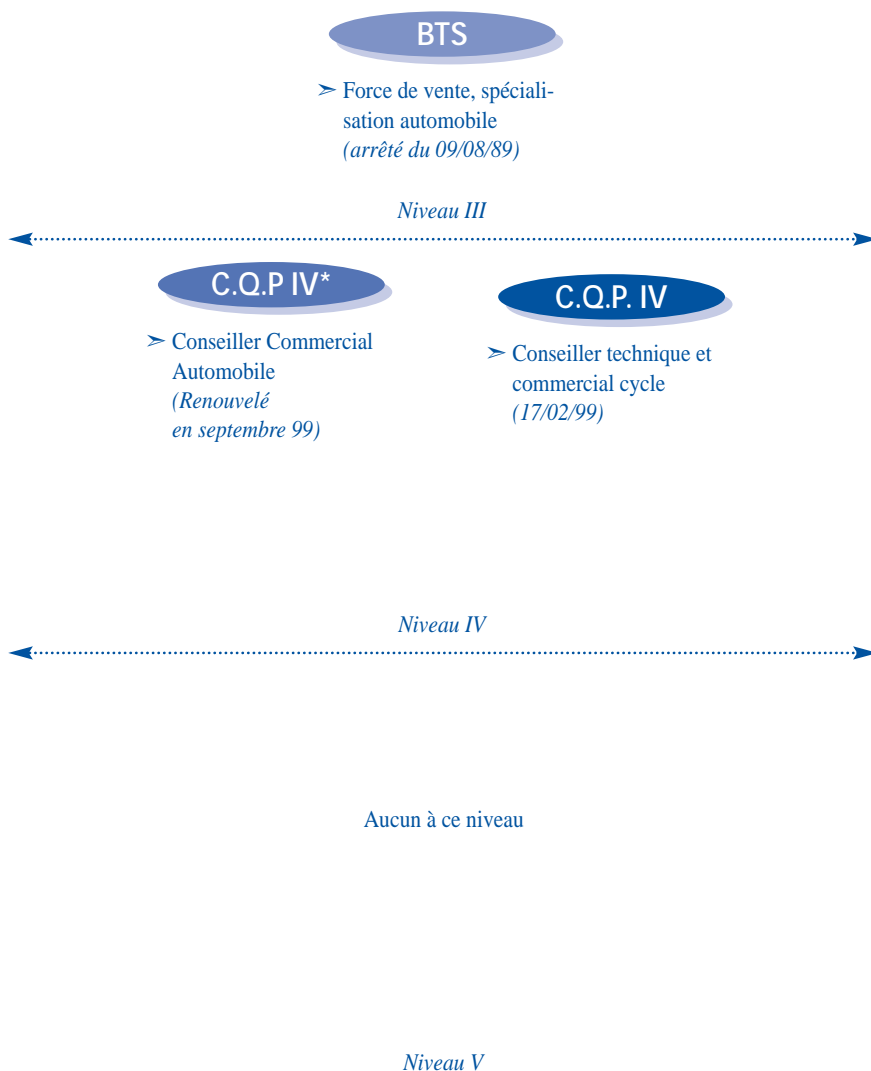 BTS
➣ Force de vente, spéciali-
sation automobile
(arrêté du 09/08/89)
Niveau III
C.Q.P IV*
➣ Conseiller Commercial
Automobile
(Renouvelé
en septembre 99)
C.Q.P. IV
➣ Conseiller technique et
commercial cycle
(17/02/99)
Niveau IV
Aucun à ce niveau
Niveau V